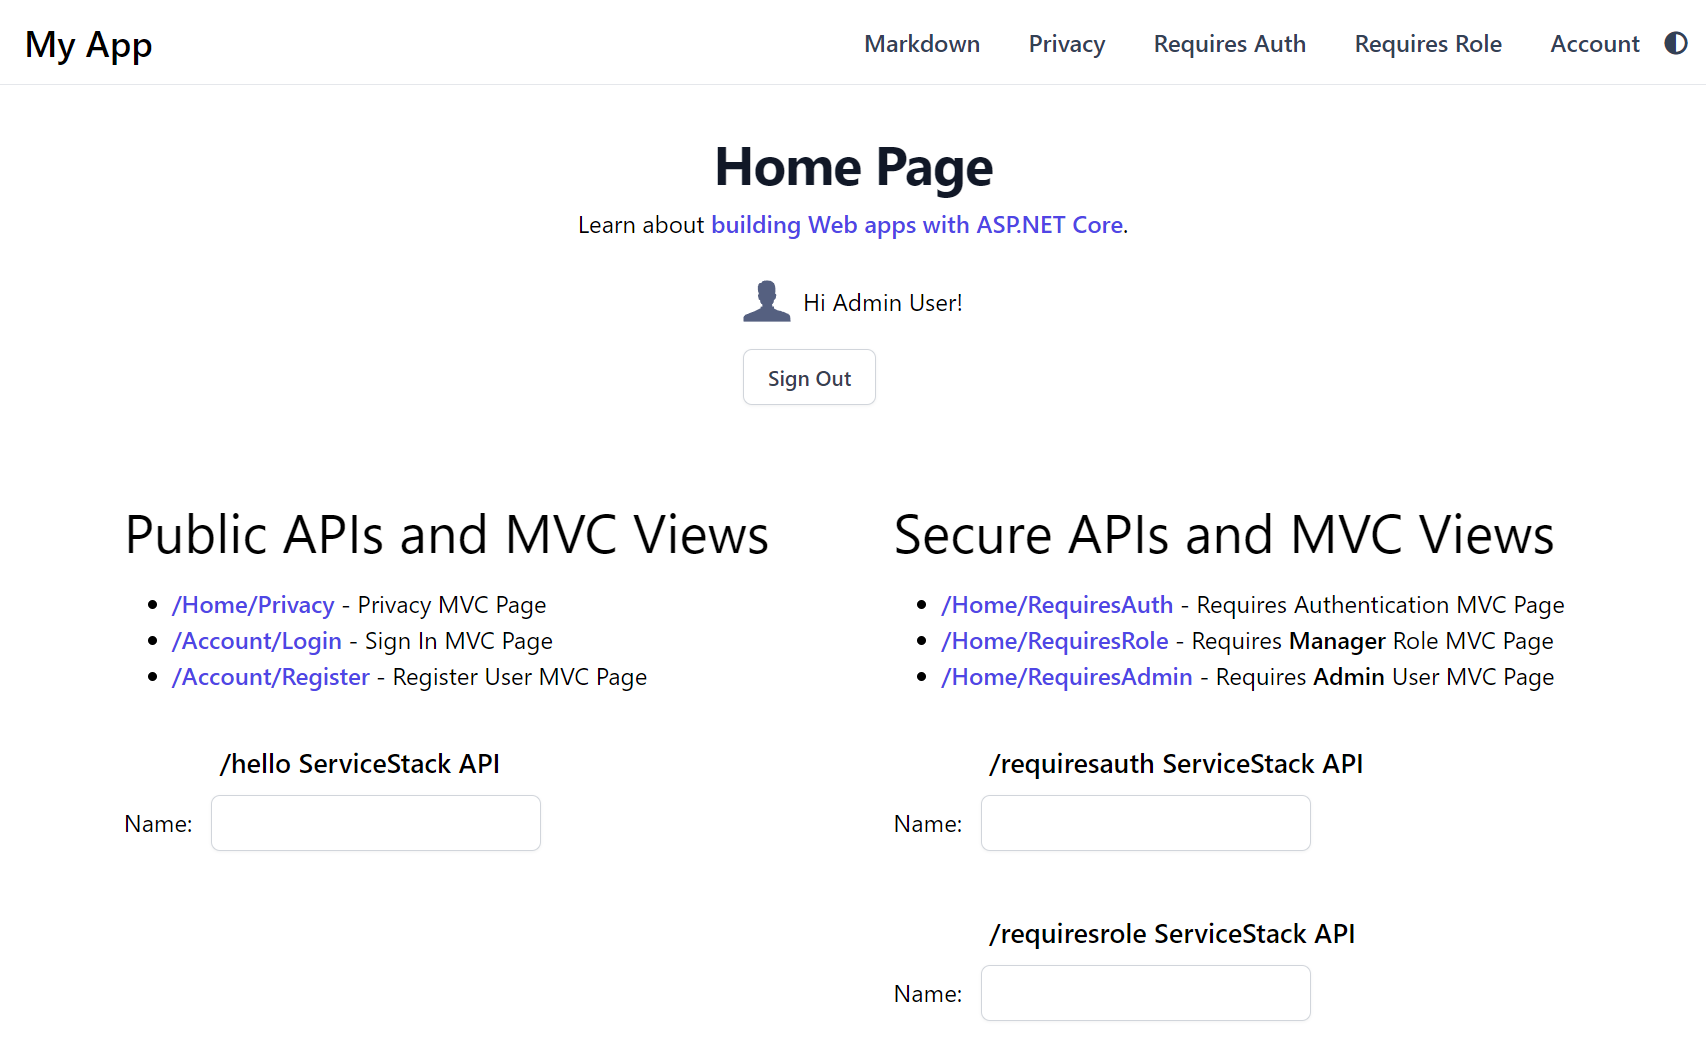 My App
Markdown Privacy Requires Auth Requires Role Account
Home Page
Learn about building Web apps with ASP.NET Core.
Hi Admin User!
Sign Out
Public APIs and MVC Views
/Home/Privacy - Privacy MVC Page
/Account/Login - Sign In MVC Page
/Account/Register - Register User MVC Page
/hello ServiceStack API
Name:
Secure APIs and MVC Views
/Home/RequiresAuth - Requires Authentication MVC Page
/Home/RequiresRole - Requires Manager Role MVC Page
/Home/RequiresAdmin - Requires Admin User MVC Page
/requiresauth ServiceStack API
Name:
/requiresrole ServiceStack API
Name: